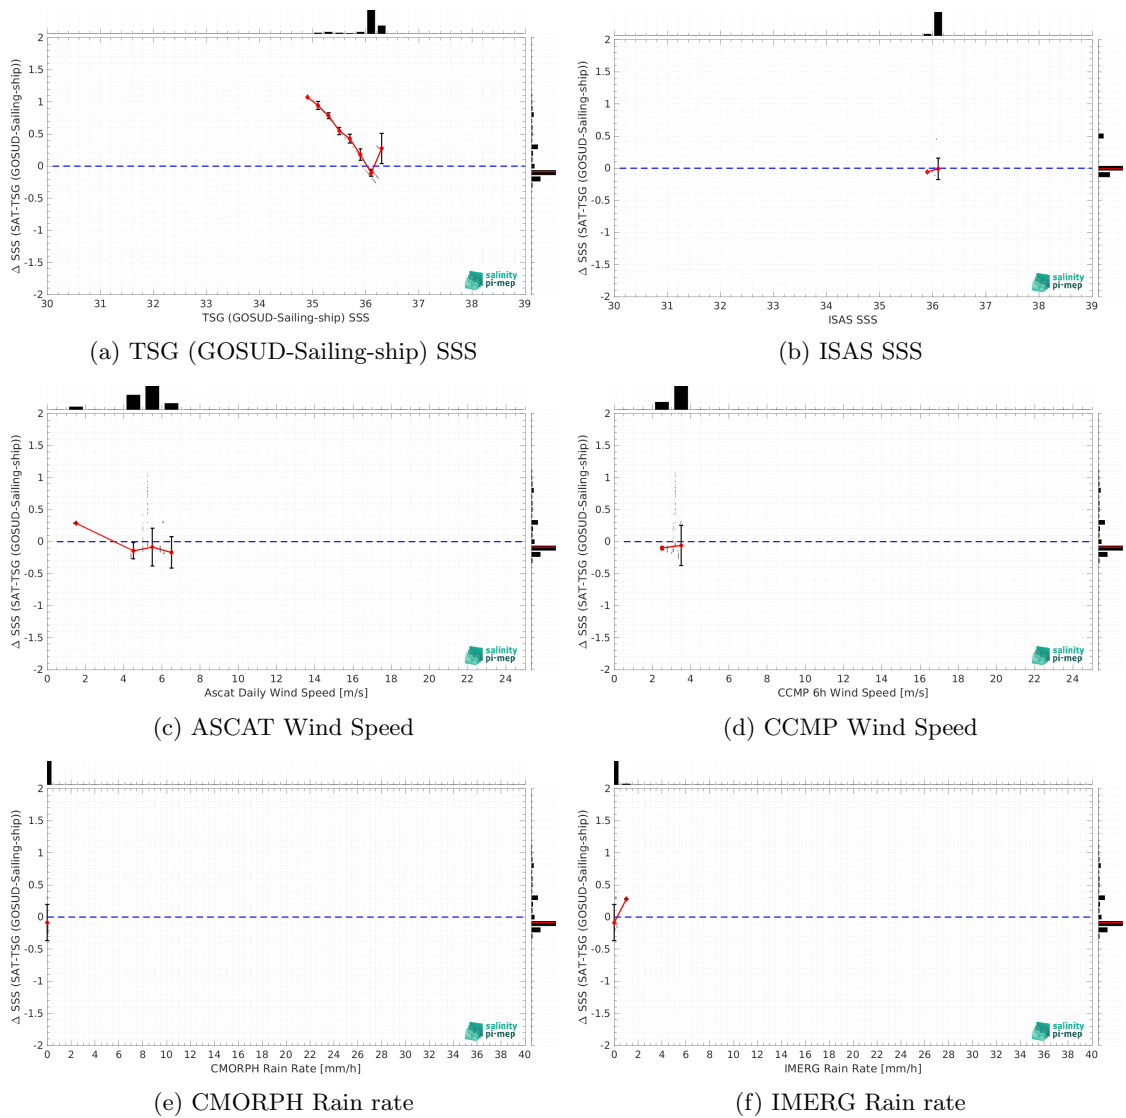 2
1.5
1
0.5
0
-0.5
-1
-1.5
-2
Δ SSS (SAT-TSG (GOSUD-Sailing-ship))
30 31 32 33 34 35 36 37 38 39
TSG (GOSUD-Sailing-ship) SSS
salinity
pi-mep
(a) TSG (GOSUD-Sailing-ship) SSS
2
1.5
1
0.5
0
-0.5
-1
-1.5
-2
Δ SSS (SAT-TSG (GOSUD-Sailing-ship))
30 31 32 33 34 35 36 37 38 39
ISAS SSS
salinity
pi-mep
(b) ISAS SSS
2
1.5
1
0.5
0
-0.5
-1
-1.5
-2
Δ SSS (SAT-TSG (GOSUD-Sailing-ship))
0 2 4 6 8 10 12 14 16 18 20 22 24
Ascat Daily Wind Speed [m/s]
salinity
pi-mep
(c) ASCAT Wind Speed
2
1.5
1
0.5
0
-0.5
-1
-1.5
-2
Δ SSS (SAT-TSG (GOSUD-Sailing-ship))
0 2 4 6 8 10 12 14 16 18 20 22 24
CCMP 6h Wind Speed [m/s]
salinity
pi-mep
(d) CCMP Wind Speed
2
1.5
1
0.5
0
-0.5
-1
-1.5
-2
Δ SSS (SAT-TSG (GOSUD-Sailing-ship))
0 2 4 6 8 10 12 14 16 18 20 22 24 26 28 30 32 34 36 38 40
CMORPH Rain Rate [mm/h]
salinity
pi-mep
(e) CMORPH Rain rate
2
1.5
1
0.5
0
-0.5
-1
-1.5
-2
Δ SSS (SAT-TSG (GOSUD-Sailing-ship))
0 2 4 6 8 10 12 14 16 18 20 22 24 26 28 30 32 34 36 38 40
IMERG Rain Rate [mm/h]
salinity
pi-mep
(f) IMERG Rain rate